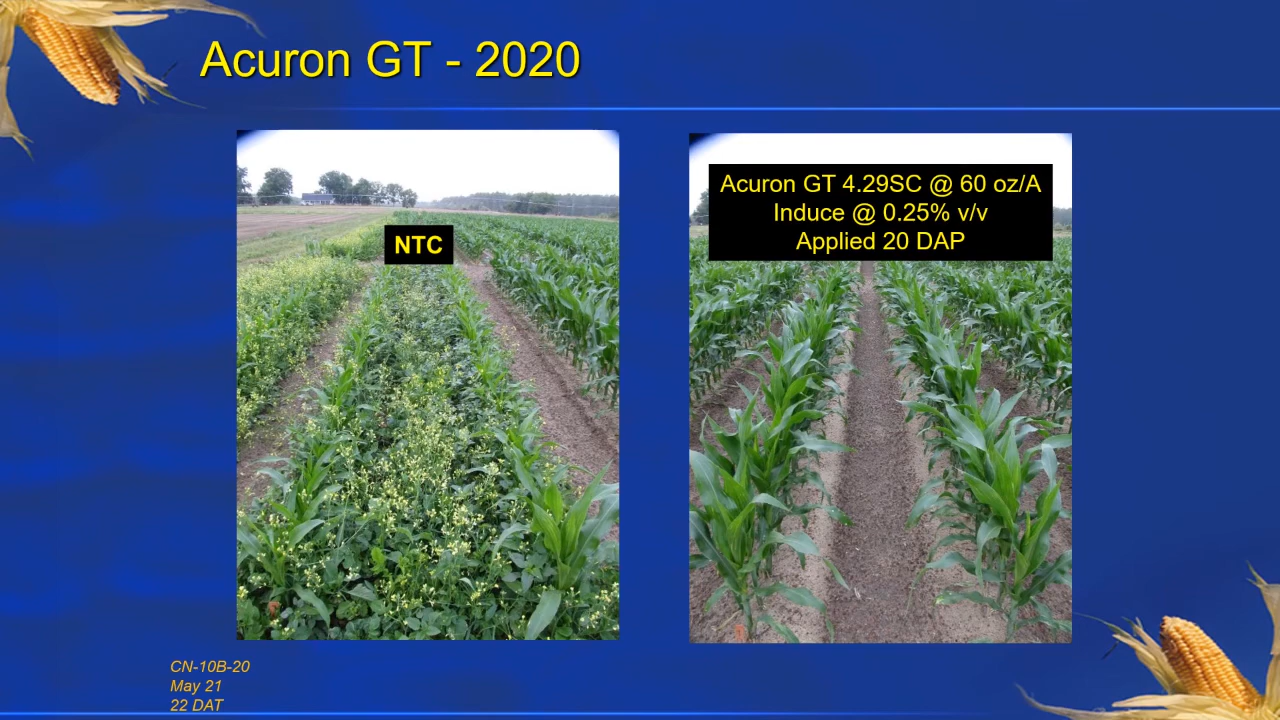 Acuron GT - 2020
NTC
Acuron GT 4.29SC @ 60 oz/A
Induce @ 0.25% v/v
Applied 20 DAP
CN-10B-20
May 21
22 DAT